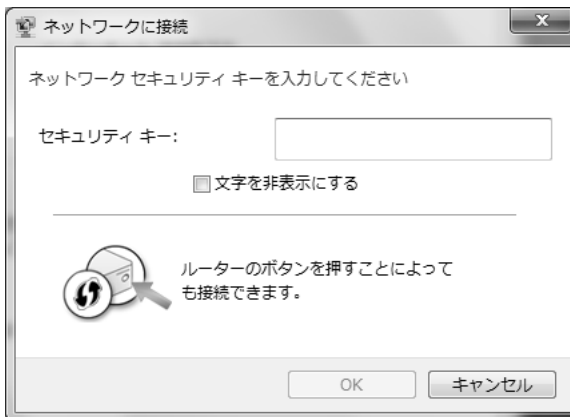 ネットワークに接続
ネットワーク セキュリティ キーを入力してください
セキュリティ キー:
文字を非表示にする
ルーターのボタンを押すことによって
も接続できます。
OK
キャンセル